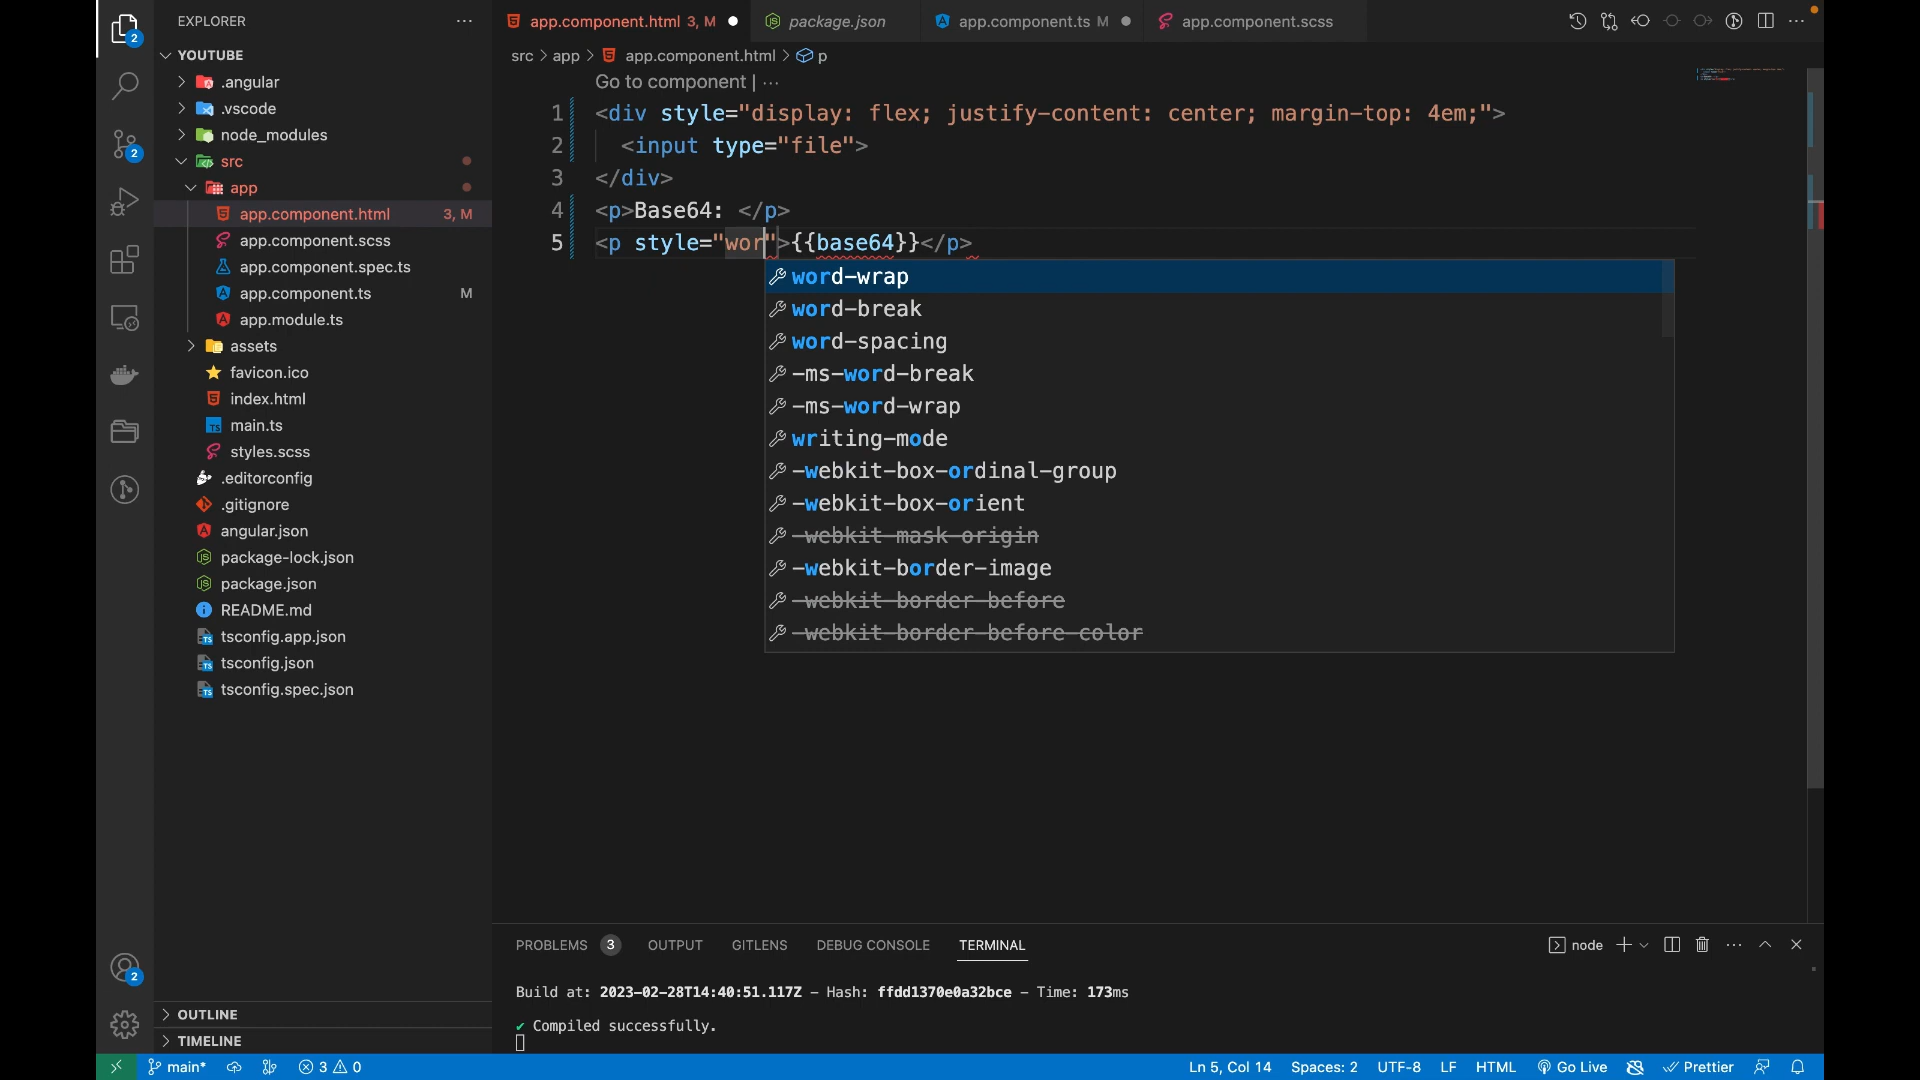 EXPLORER
YOUTUBE
.angular
.vscode
node_modules
src
app
app.component.html 3, M
app.component.scss
app.component.spec.ts
app.component.ts M
app.module.ts
assets
favicon.ico
index.html
main.ts
styles.scss
.editorconfig
.gitignore
angular.json
package-lock.json
package.json
README.md
tsconfig.app.json
tsconfig.json
tsconfig.spec.json
OUTLINE
TIMELINE
2
2
2
app.component.html 3, M
package.json
app.component.ts M
app.component.scss
src > app > app.component.html > p
Go to component | ...
1 <div style="display: flex; justify-content: center; margin-top: 4em;">
2 <input type="file">
3 </div>
4 <p>Base64: </p>
5 <p style="wor">{{base64}}</p>
word-wrap
word-break
word-spacing
-ms-word-break
-ms-word-wrap
writing-mode
-webkit-box-ordinal-group
-webkit-box-orient
-webkit-mask-origin
-webkit-border-image
-webkit-border-before
-webkit-border-before-color
PROBLEMS 3 OUTPUT GITLENS DEBUG CONSOLE TERMINAL
node
Build at: 2023-02-28T14:40:51.117Z - Hash: ffdd1370e0a32bce - Time: 173ms
✔ Compiled successfully.
main* 3 0
Ln 5, Col 14 Spaces: 2 UTF-8 LF HTML Go Live Prettier